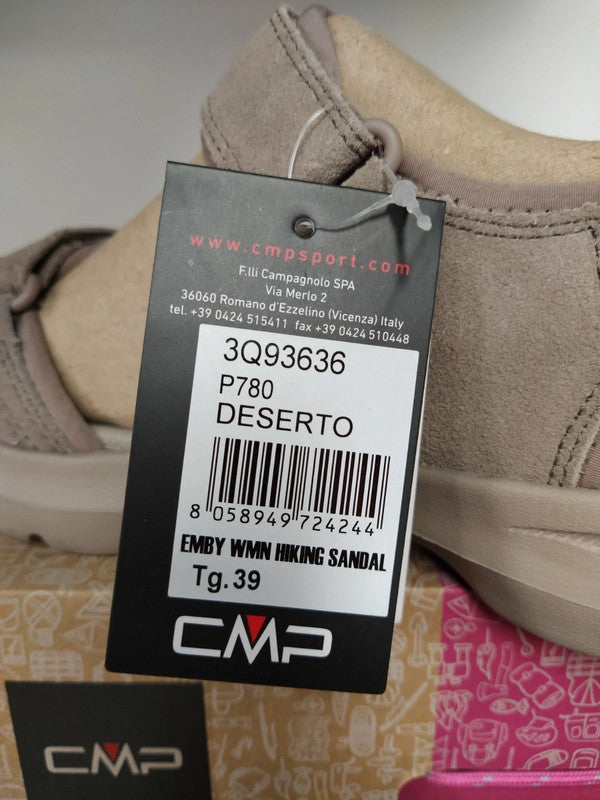 www.cmpsport.com
F.lli Campagnolo SPA
Via Merlo 2
36060 Romano d'Ezzelino (Vicenza) Italy
tel. +39 0424 515411 fax +39 0424 510448
3Q93636
P780
DESERTO
8 058949 724244
EMBY WMN HIKING SANDAL
Tg. 39
CMP
CMP